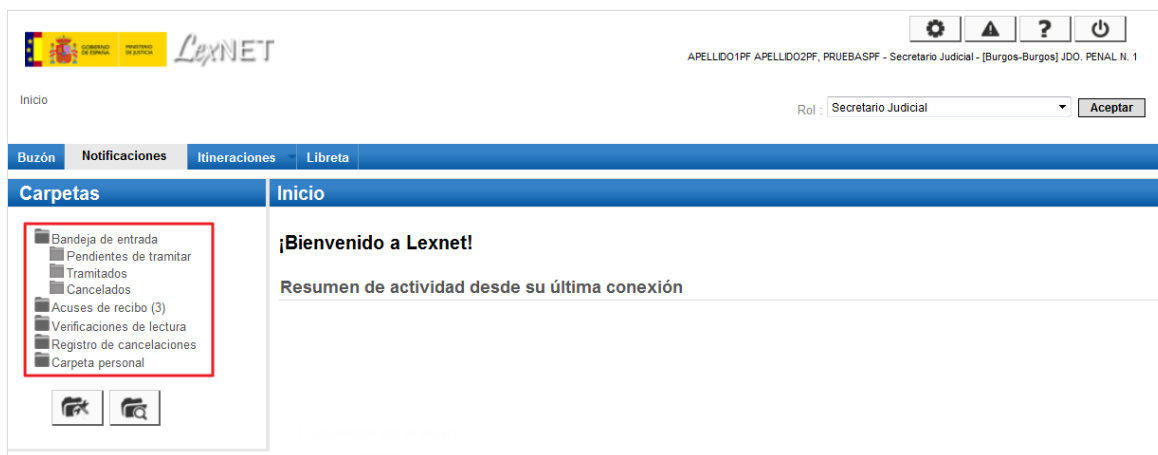 GOBIERNO DE ESPAÑA
MINISTERIO DE JUSTICIA
LexNET
?
APELLIDO1PF APELLIDO2PF, PRUEBASPF - Secretario Judicial - [Burgos-Burgos] JDO. PENAL N. 1
Inicio
Rol : Secretario Judicial Aceptar
Buzón Notificaciones Itineraciones Libreta
Carpetas
Inicio
Bandeja de entrada
Pendientes de tramitar
Tramitados
Cancelados
Acuses de recibo (3)
Verificaciones de lectura
Registro de cancelaciones
Carpeta personal
¡Bienvenido a Lexnet!
Resumen de actividad desde su última conexión